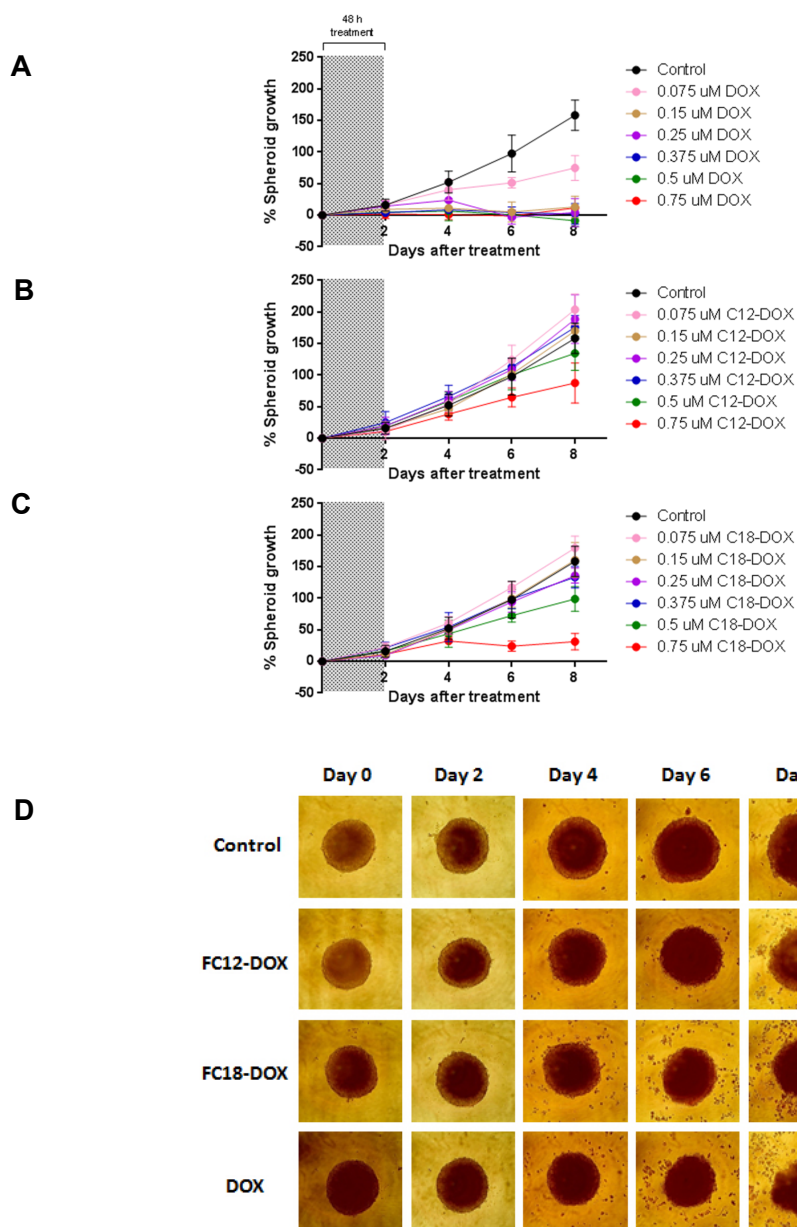 48 h
treatment
A
250
200
150
100
50
0
-50
% Spheroid growth
2
4
6
8
Days after treatment
Control
0.075 uM DOX
0.15 uM DOX
0.25 uM DOX
0.375 uM DOX
0.5 uM DOX
0.75 uM DOX
B
250
200
150
100
50
0
-50
% Spheroid growth
2
4
6
8
Days after treatment
Control
0.075 uM C12-DOX
0.15 uM C12-DOX
0.25 uM C12-DOX
0.375 uM C12-DOX
0.5 uM C12-DOX
0.75 uM C12-DOX
C
250
200
150
100
50
0
-50
% Spheroid growth
2
4
6
8
Days after treatment
Control
0.075 uM C18-DOX
0.15 uM C18-DOX
0.25 uM C18-DOX
0.375 uM C18-DOX
0.5 uM C18-DOX
0.75 uM C18-DOX
D
Day 0 Day 2 Day 4 Day 6
Control
FC12-DOX
FC18-DOX
DOX